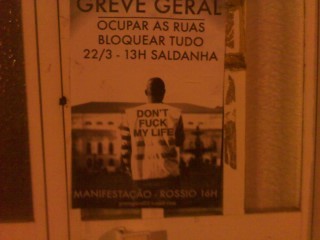 GREVE GERAL
OCUPAR AS RUAS
BLOQUEAR TUDO
22/3 - 13H SALDANHA
DON'T
FUCK
MY LIFE
MANIFESTAÇÃO ROSSIO 16H